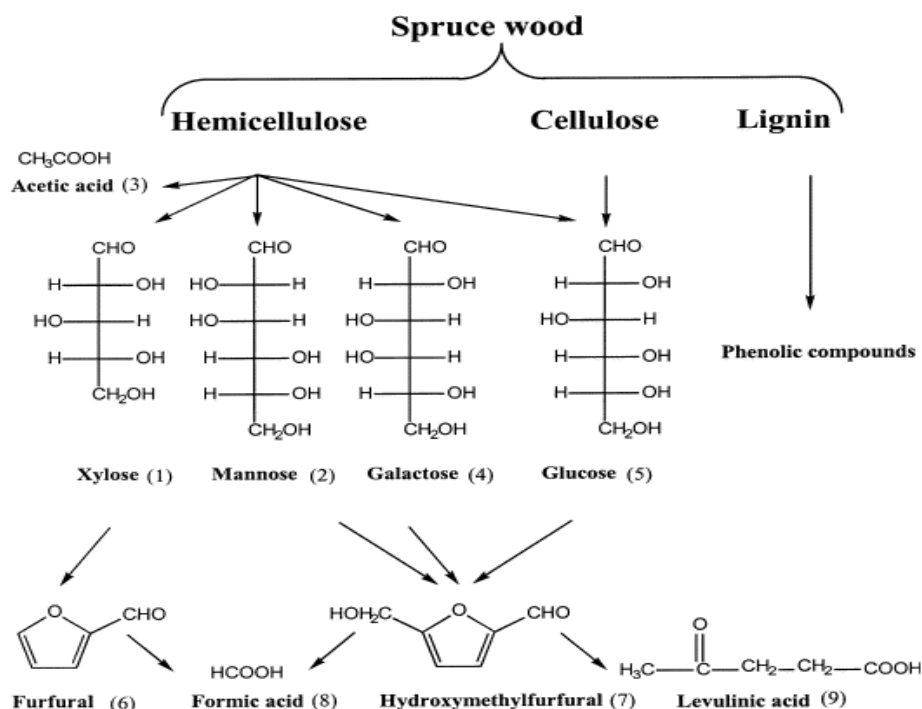 Spruce wood
Hemicellulose Cellulose Lignin
CH₃COOH
Acetic acid (3)
CHO CHO CHO CHO
H OH HO H H OH H OH
HO H HO H HO H HO H
H OH H OH HO H H OH
CH₂OH H OH H OH H OH
CH₂OH CH₂OH CH₂OH
Phenolic compounds
Xylose (1) Mannose (2) Galactose (4) Glucose (5)
O CHO HOH₂C O CHO O
HCOOH H₃C C CH₂ CH₂ COOH
Furfural (6) Formic acid (8) Hydroxymethylfurfural (7) Levulinic acid (9)